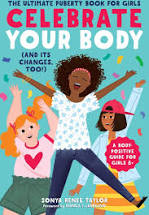 THE ULTIMATE PUBERTY BOOK FOR GIRLS
CELEBRATE
YOUR BODY
(AND ITS
CHANGES,
TOO!)
A BODY-
POSITIVE
GUIDE FOR
GIRLS 8+
SONYA RENEE TAYLOR